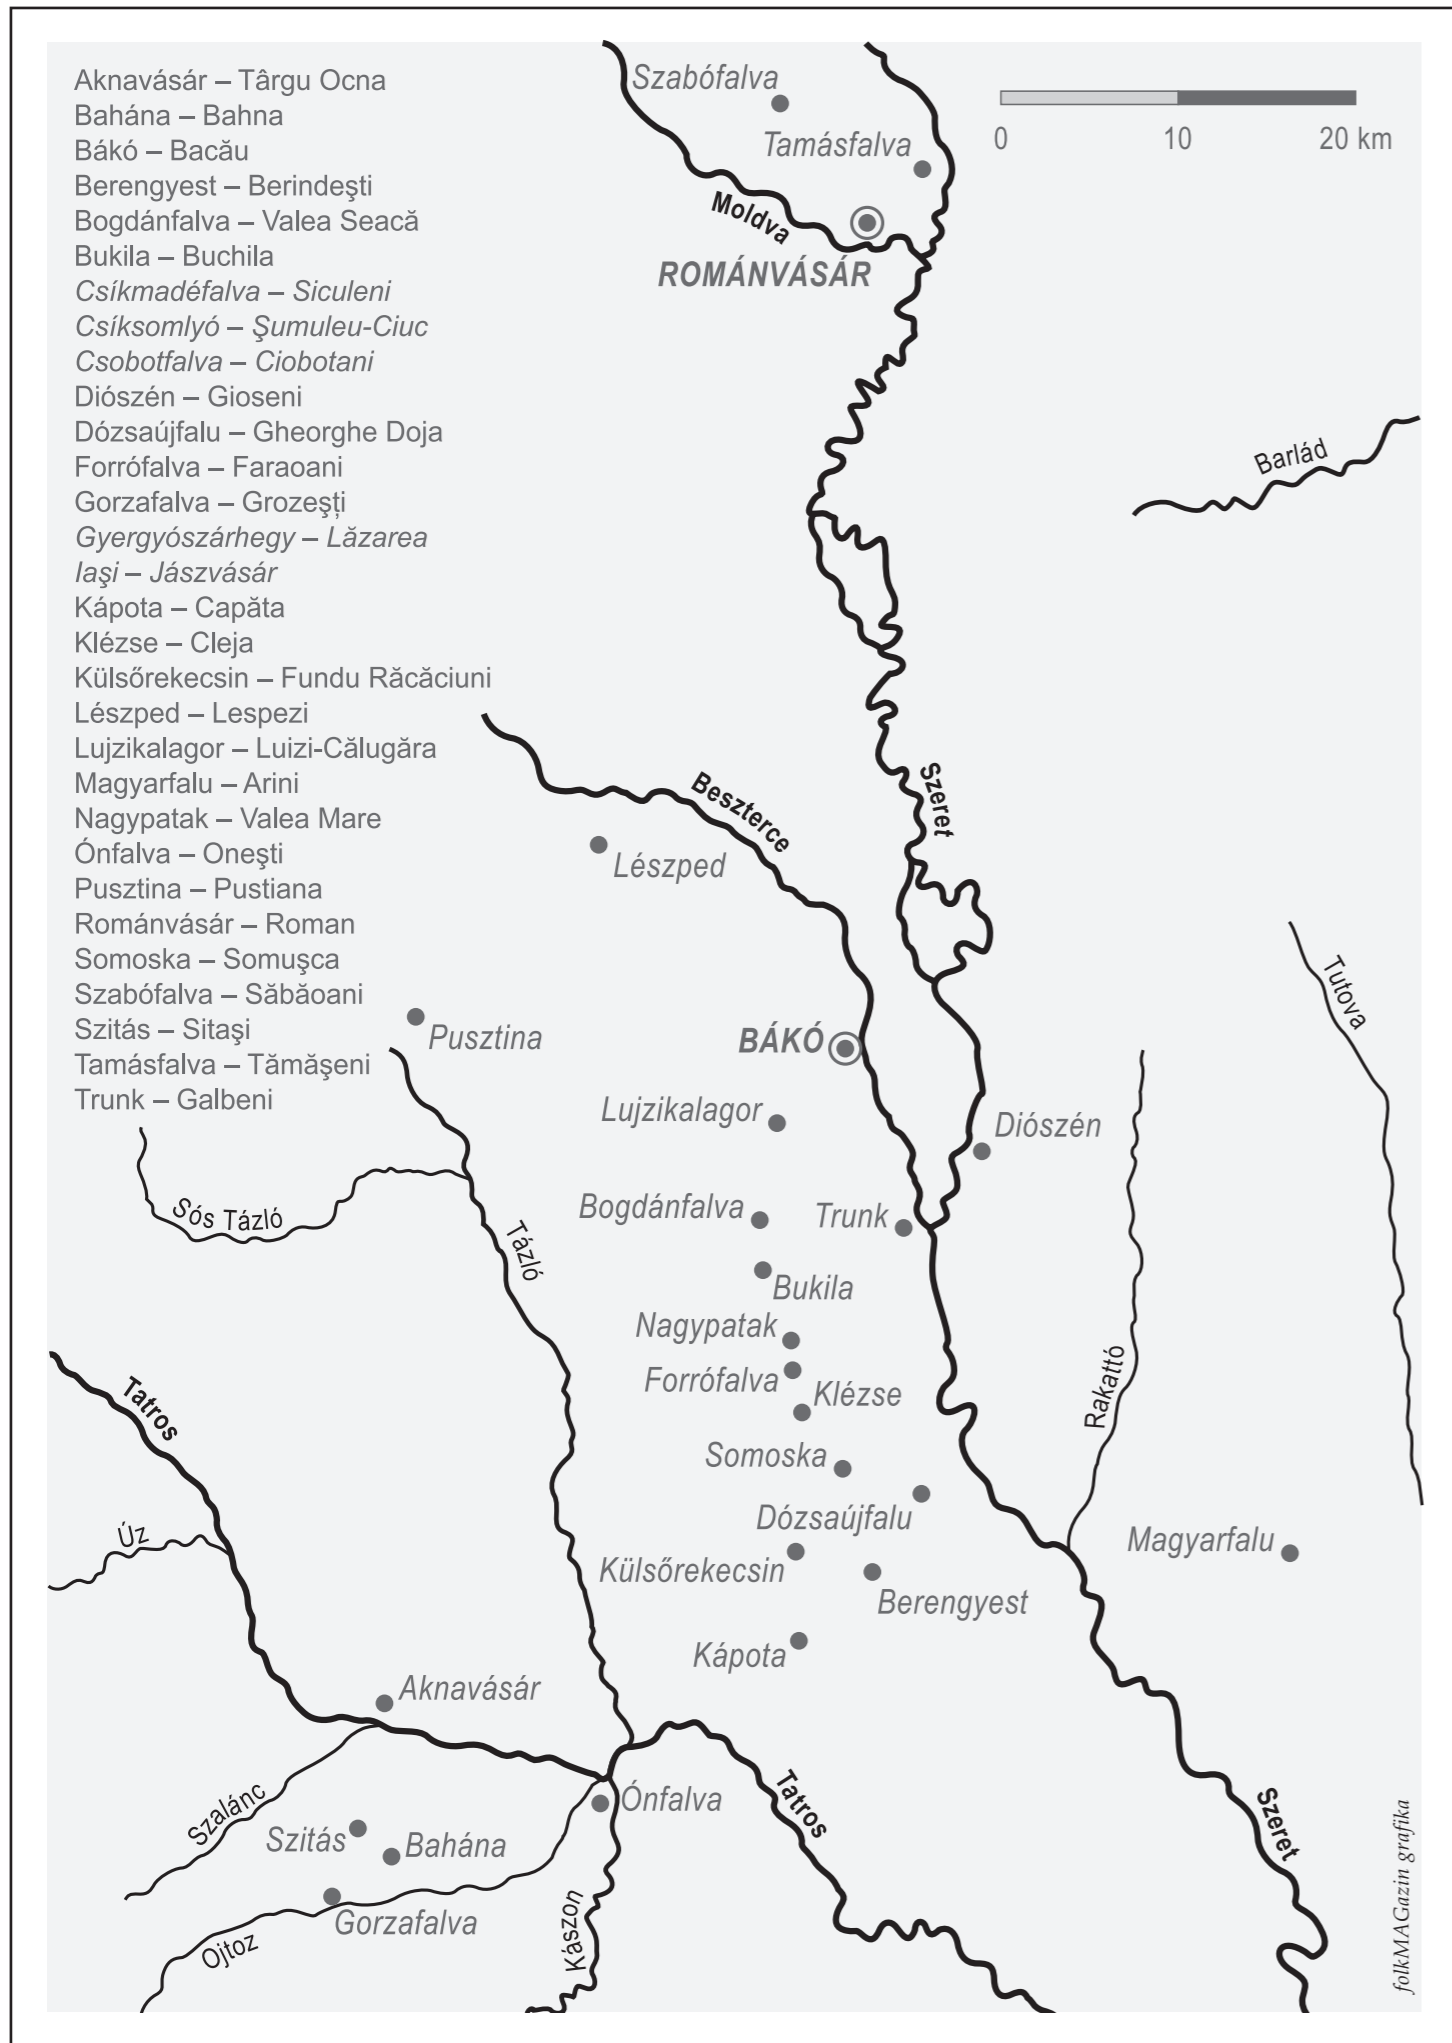 Aknavásár – Târgu Ocna
Bahána – Bahna
Bákó – Bacău
Berengyest – Berindeşti
Bogdánfalva – Valea Seacă
Bukila – Buchila
Csíkmadéfalva – Siculeni
Csíksomlyó – Şumuleu-Ciuc
Csobotfalva – Ciobotani
Diószén – Gioseni
Dózsaújfalu – Gheorghe Doja
Forrófalva – Faraoani
Gorzafalva – Grozeşţi
Gyergyószárhegy – Lăzarea
Iaşi – Jászvásár
Kápota – Capăta
Klézse – Cleja
Külsőrekecsin – Fundu Răcăciuni
Lészped – Lespezi
Lujzikalagor – Luizi-Călugăra
Magyarfalu – Arini
Nagypatak – Valea Mare
Ónfalva – Oneşti
Pusztina – Pustiana
Románvásár – Roman
Somoska – Somuşca
Szabófalva – Săbăoani
Szitás – Sitaşi
Tamásfalva – Tămăşeni
Trunk – Galbeni
Szabófalva
0 10 20 km
Tamásfalva
Moldva
ROMÁNVÁSÁR
Barlád
Szeret
Beszterce
Lészped
Tutova
Pusztina
BÁKÓ
Lujzikalagor
Diószén
Sós Tázló
Bogdánfalva
Trunk
Tázló
Bukila
Nagypatak
Forrófalva
Klézse
Rakattó
Tatros
Somoska
Dózsaújfalu
Úz
Magyarfalu
Külsőrekecsin
Berengyest
Kápota
Aknavásár
Szalánc
Ónfalva
Tatros
Szeret
Szitás
Bahána
Gorzafalva
Ojtoz
Kászon
folkMAGazin grafika